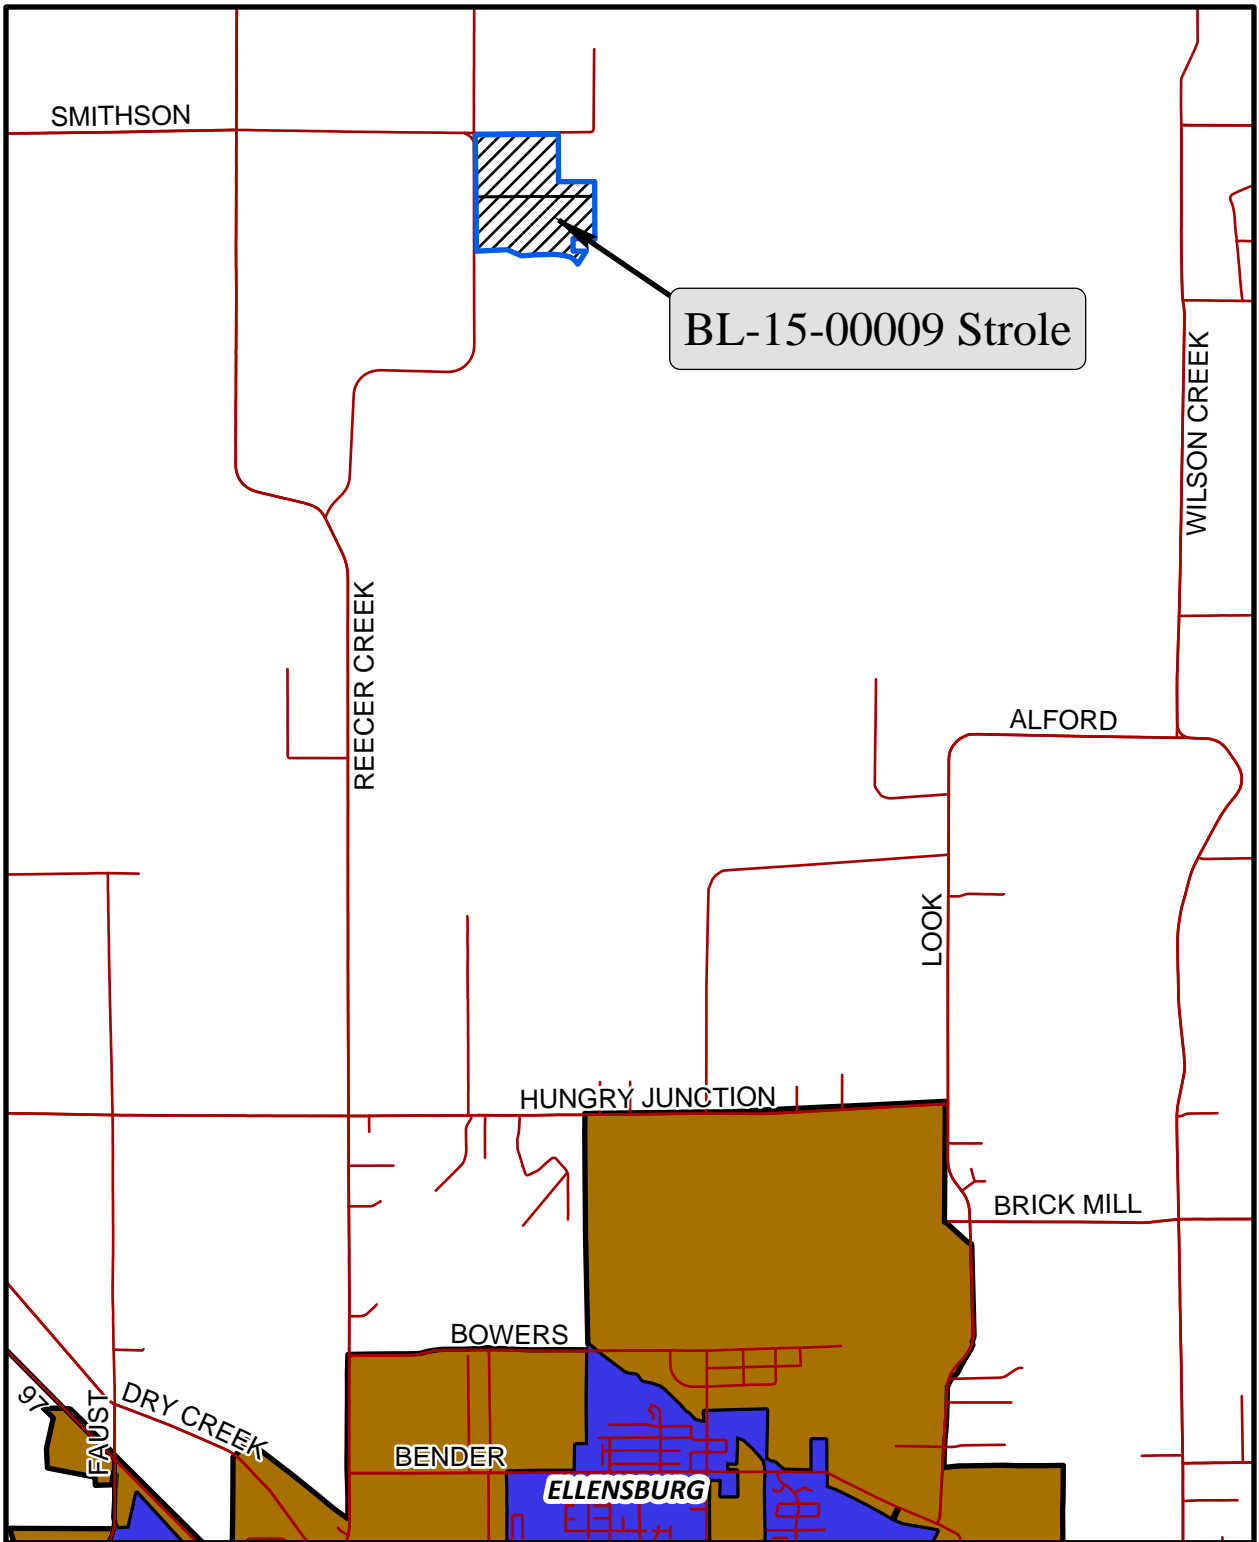 SMITHSON
BL-15-00009 Strole
WILSON CREEK
REECER CREEK
ALFORD
LOOK
HUNGRY JUNCTION
BRICK MILL
BOWERS
97
FAUST
DRY CREEK
BENDER
ELLENSBURG